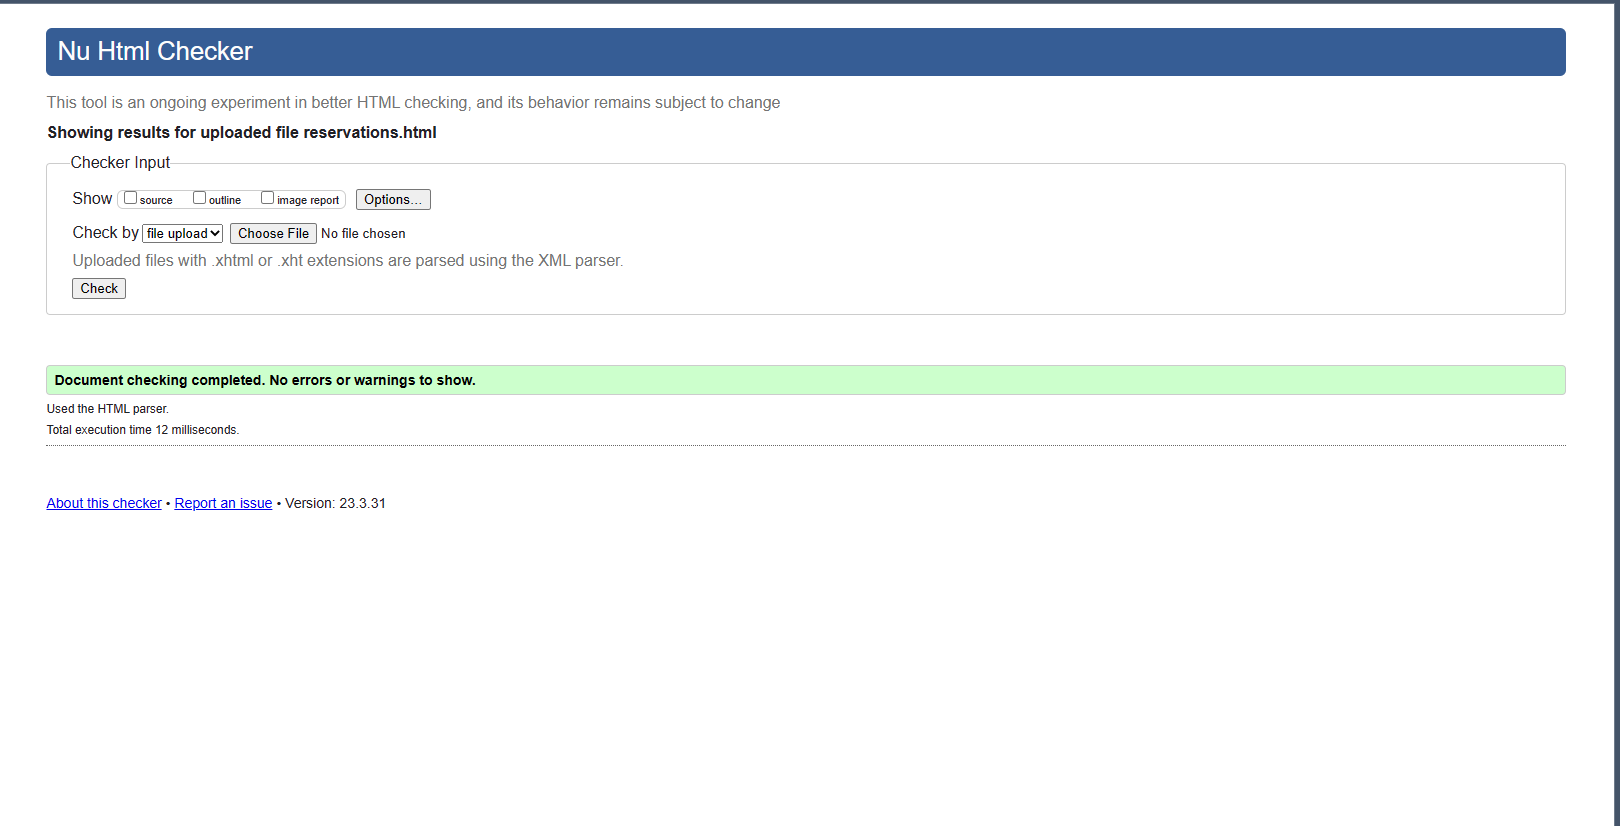 Nu Html Checker
This tool is an ongoing experiment in better HTML checking, and its behavior remains subject to change
Showing results for uploaded file reservations.html
Checker Input
Show source outline image report Options...
Check by file upload Choose File No file chosen
Uploaded files with .xhtml or .xht extensions are parsed using the XML parser.
Check
Document checking completed. No errors or warnings to show.
Used the HTML parser.
Total execution time 12 milliseconds.
About this checker • Report an issue • Version: 23.3.31